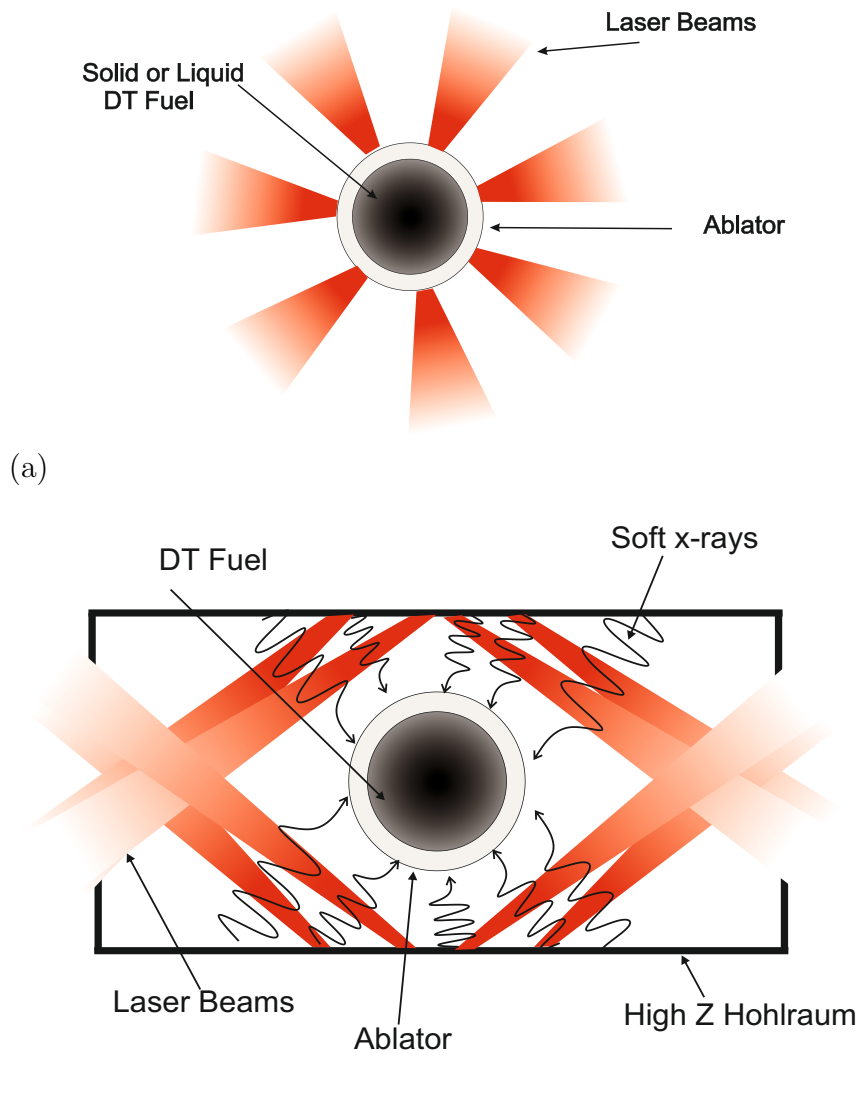 Laser Beams
Solid or Liquid
DT Fuel
Ablator
(a)
Soft x-rays
DT Fuel
Laser Beams
High Z Hohlraum
Ablator